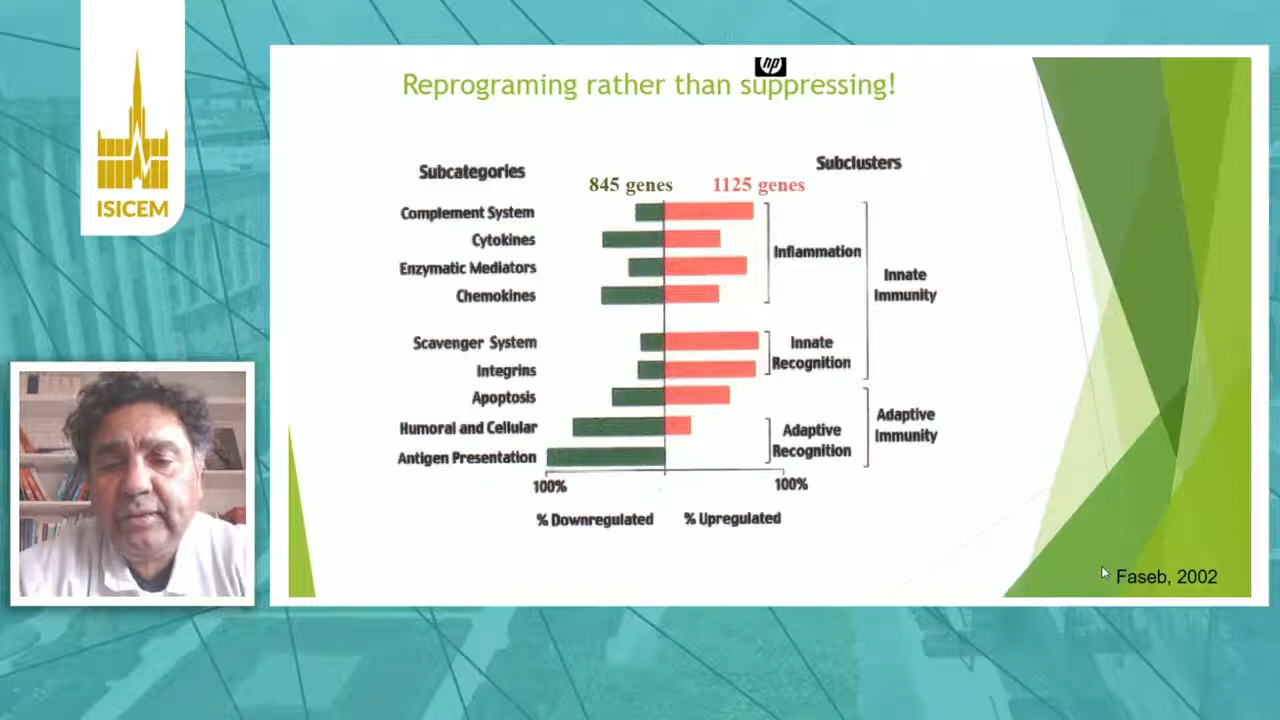 ISICEM
hp
Reprograming rather than suppressing!
Subcategories
Subclusters
845 genes
1125 genes
Complement System
Cytokines
Enzymatic Mediators
Chemokines
Scavenger System
Integrins
Apoptosis
Humoral and Cellular
Antigen Presentation
Inflammation
Innate
Recognition
Adaptive
Recognition
Innate
Immunity
Adaptive
Immunity
100%
100%
% Downregulated
% Upregulated
Faseb, 2002